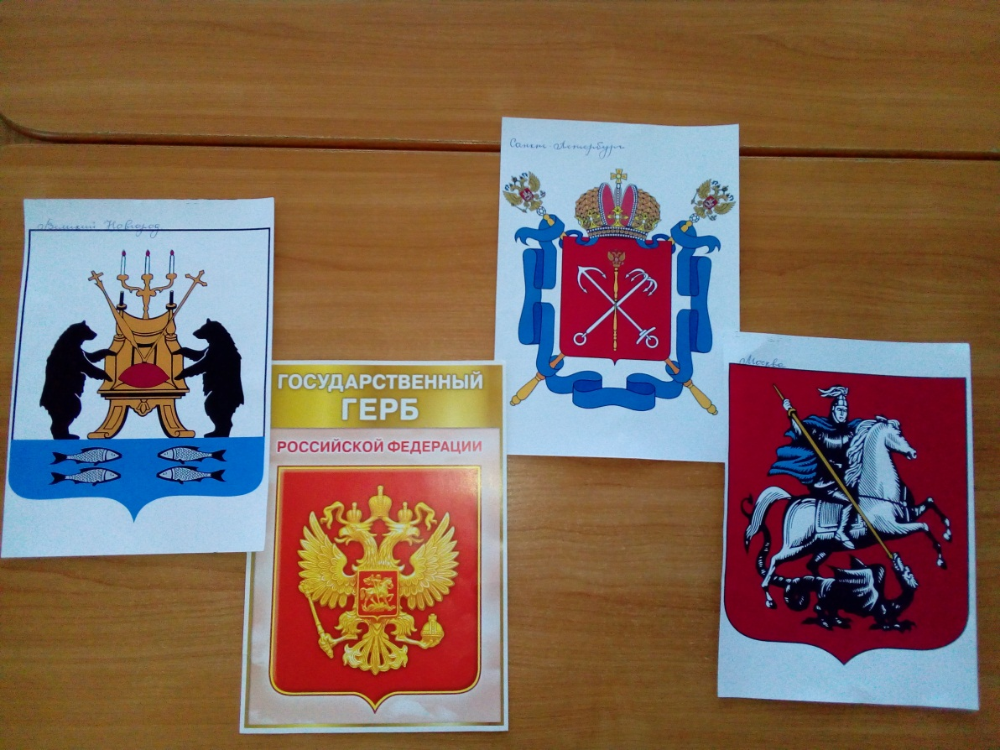 Великий Новгород
ГОСУДАРСТВЕННЫЙ
ГЕРБ
РОССИЙСКОЙ ФЕДЕРАЦИИ
Санкт-Петербург
Москва